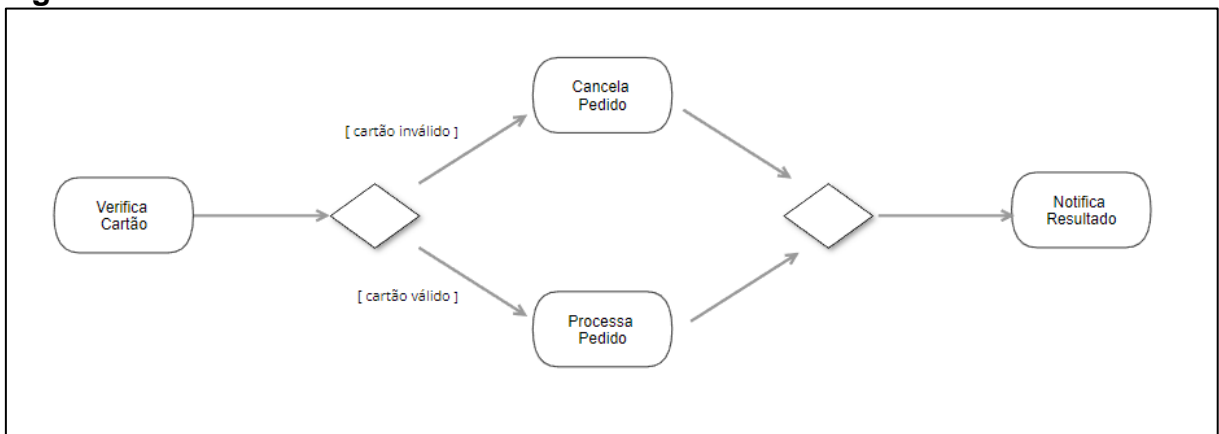 Verifica
Cartão
[ cartão inválido ]
[ cartão válido ]
Cancela
Pedido
Processa
Pedido
Notifica
Resultado